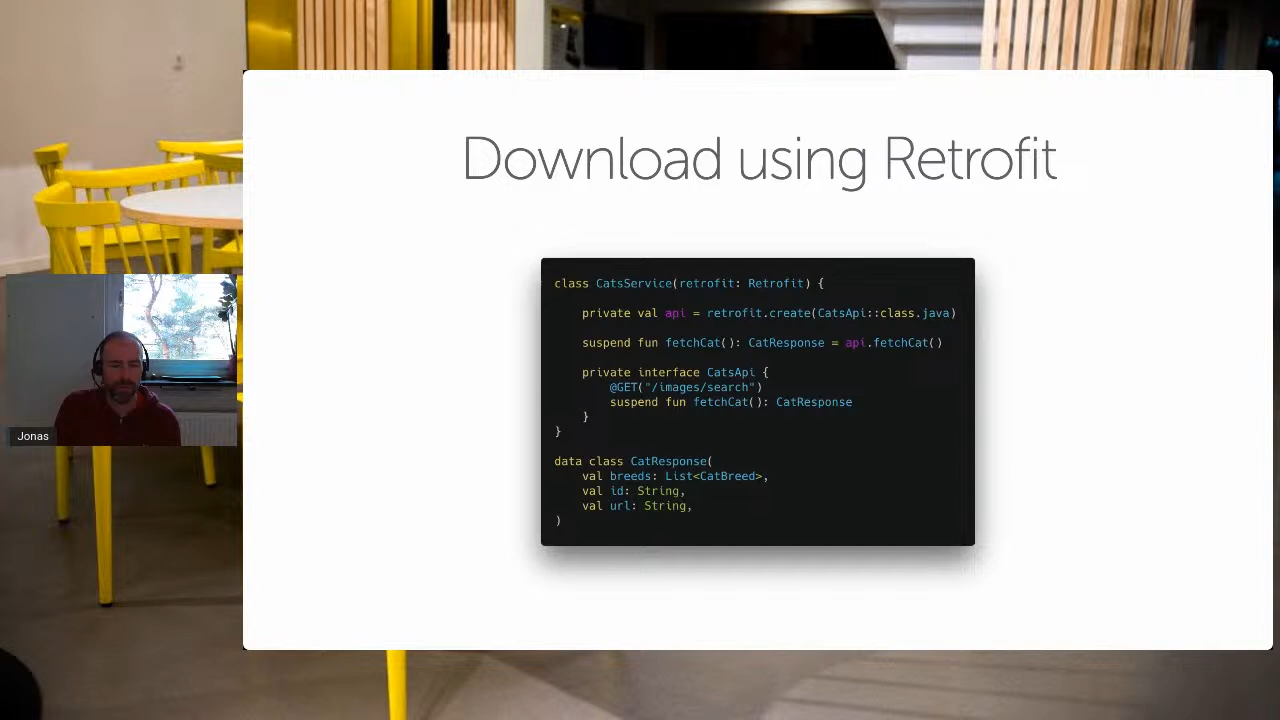 Download using Retrofit
class CatsService(retrofit: Retrofit) {
private val api = retrofit.create(CatsApi::class.java)
suspend fun fetchCat(): CatResponse = api.fetchCat()
private interface CatsApi {
@GET("/images/search")
suspend fun fetchCat(): CatResponse
}
}
data class CatResponse(
val breeds: List<CatBreed>,
val id: String,
val url: String,
)
Jonas